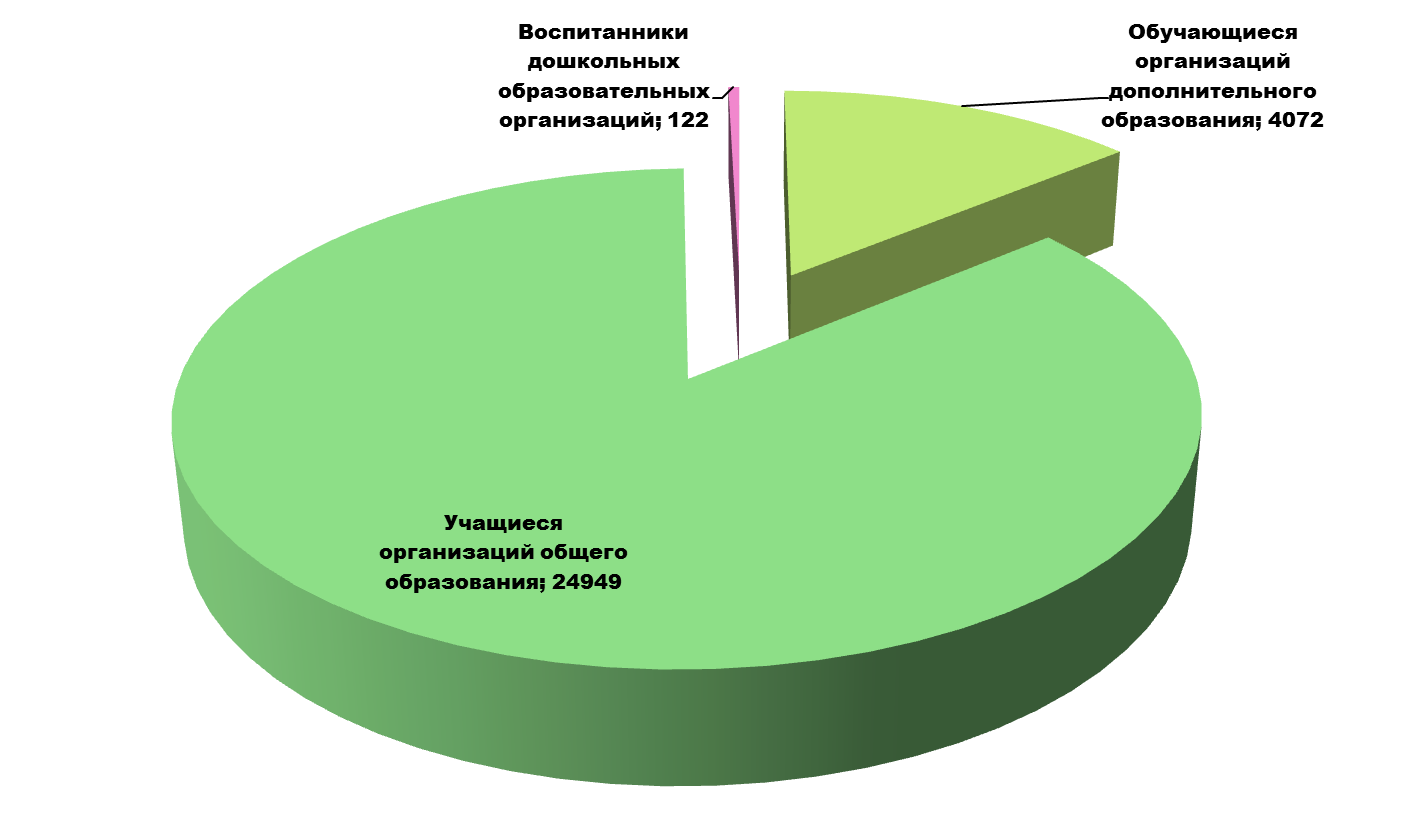 Воспитанники
дошкольных
образовательных
организаций; 122
Обучающиеся
организаций
дополнительного
образования; 4072
Учащиеся
организаций общего
образования; 24949